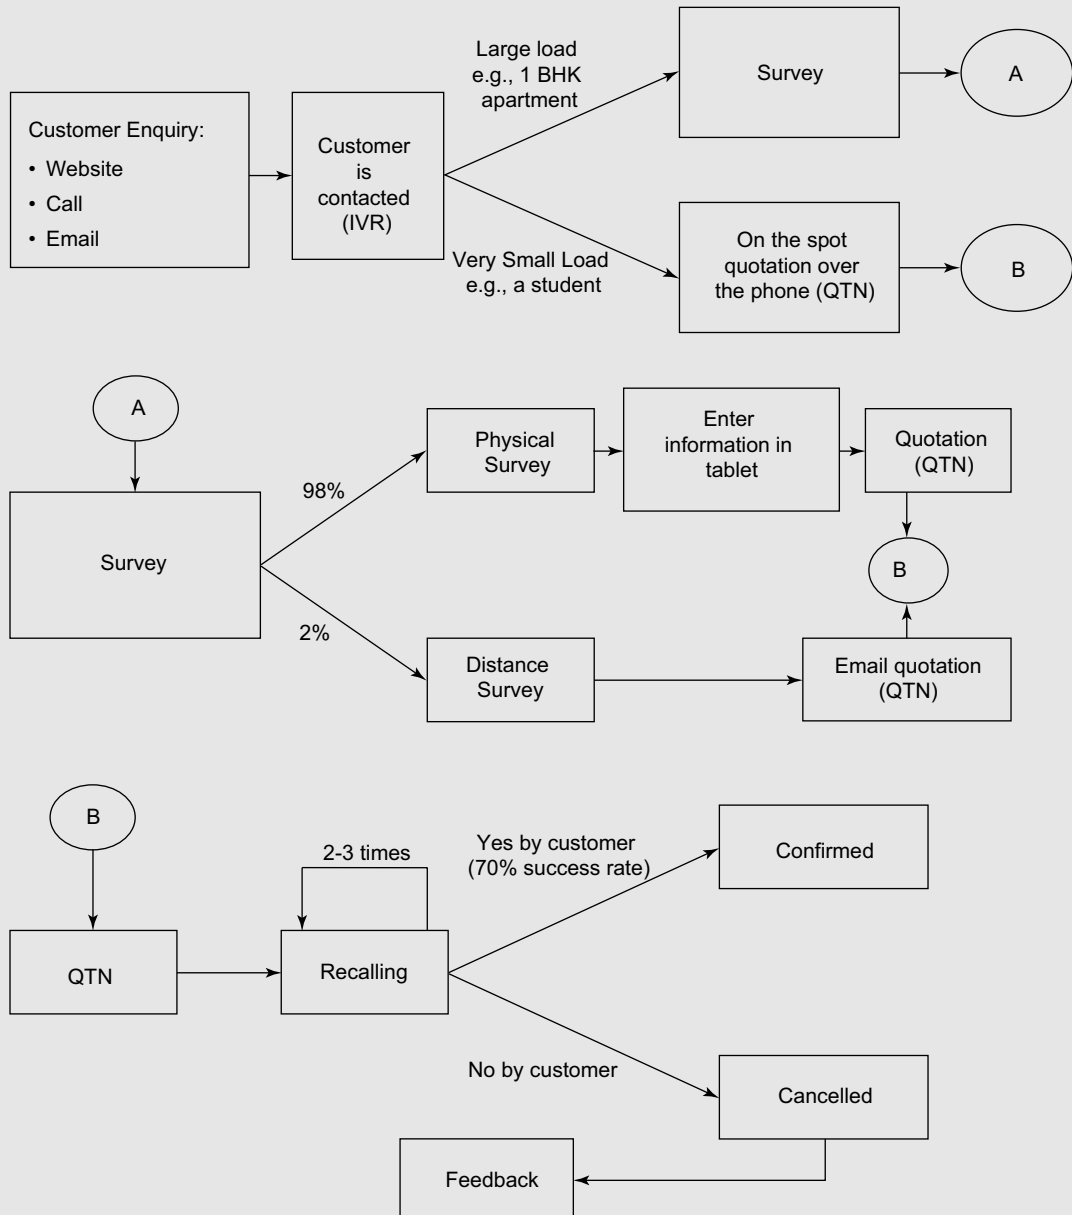 Large load
e.g., 1 BHK
apartment
Survey
A
Customer Enquiry:
• Website
• Call
• Email
Customer
is
contacted
(IVR)
Very Small Load
e.g., a student
On the spot
quotation over
the phone (QTN)
B
A
Survey
98%
2%
Physical
Survey
Enter
information in
tablet
Quotation
(QTN)
B
Distance
Survey
Email quotation
(QTN)
B
QTN
2-3 times
Recalling
Yes by customer
(70% success rate)
Confirmed
No by customer
Cancelled
Feedback